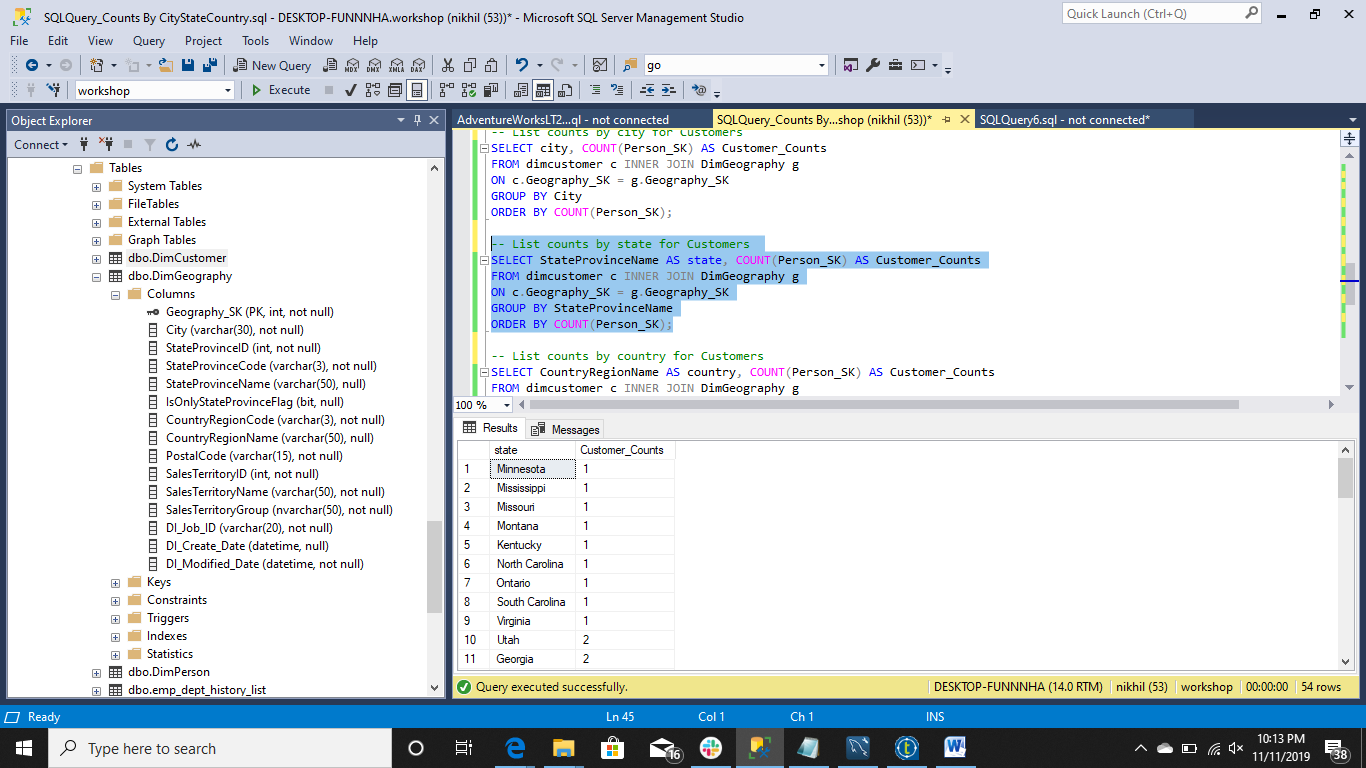 SQLQuery_Counts By CityStateCountry.sql - DESKTOP-FUNNNHA.workshop (nikhil (53))* - Microsoft SQL Server Management Studio
Quick Launch (Ctrl+Q)
File Edit View Query Project Tools Window Help
New Query
MDX DMX XMLA DAX
go
workshop
Execute
Object Explorer
Connect
Tables
System Tables
FileTables
External Tables
Graph Tables
dbo.DimCustomer
dbo.DimGeography
Columns
Geography_SK (PK, int, not null)
City (varchar(30), not null)
StateProvinceID (int, not null)
StateProvinceCode (varchar(3), not null)
StateProvinceName (varchar(50), null)
IsOnlyStateProvinceFlag (bit, null)
CountryRegionCode (varchar(3), not null)
CountryRegionName (varchar(50), null)
PostalCode (varchar(15), not null)
SalesTerritoryID (int, not null)
SalesTerritoryName (varchar(50), not null)
SalesTerritoryGroup (nvarchar(50), not null)
DI_Job_ID (varchar(20), not null)
DI_Create_Date (datetime, null)
DI_Modified_Date (datetime, not null)
Keys
Constraints
Triggers
Indexes
Statistics
dbo.DimPerson
dbo.emp_dept_history_list
AdventureWorksLT2...ql - not connected
SQLQuery_Counts By...shop (nikhil (53))*
SQLQuery6.sql - not connected*
-- List counts by city for Customers
SELECT city, COUNT(Person_SK) AS Customer_Counts
FROM dimcustomer c INNER JOIN DimGeography g
ON c.Geography_SK = g.Geography_SK
GROUP BY City
ORDER BY COUNT(Person_SK);
-- List counts by state for Customers
SELECT StateProvinceName AS state, COUNT(Person_SK) AS Customer_Counts
FROM dimcustomer c INNER JOIN DimGeography g
ON c.Geography_SK = g.Geography_SK
GROUP BY StateProvinceName
ORDER BY COUNT(Person_SK);
-- List counts by country for Customers
SELECT CountryRegionName AS country, COUNT(Person_SK) AS Customer_Counts
FROM dimcustomer c INNER JOIN DimGeography g
100 %
Results Messages
state Customer_Counts
1 Minnesota 1
2 Mississippi 1
3 Missouri 1
4 Montana 1
5 Kentucky 1
6 North Carolina 1
7 Ontario 1
8 South Carolina 1
9 Virginia 1
10 Utah 2
11 Georgia 2
Query executed successfully.
DESKTOP-FUNNNHA (14.0 RTM) nikhil (53) workshop 00:00:00 54 rows
Ready Ln 45 Col 1 Ch 1 INS
Type here to search
16
10:13 PM
11/11/2019
38